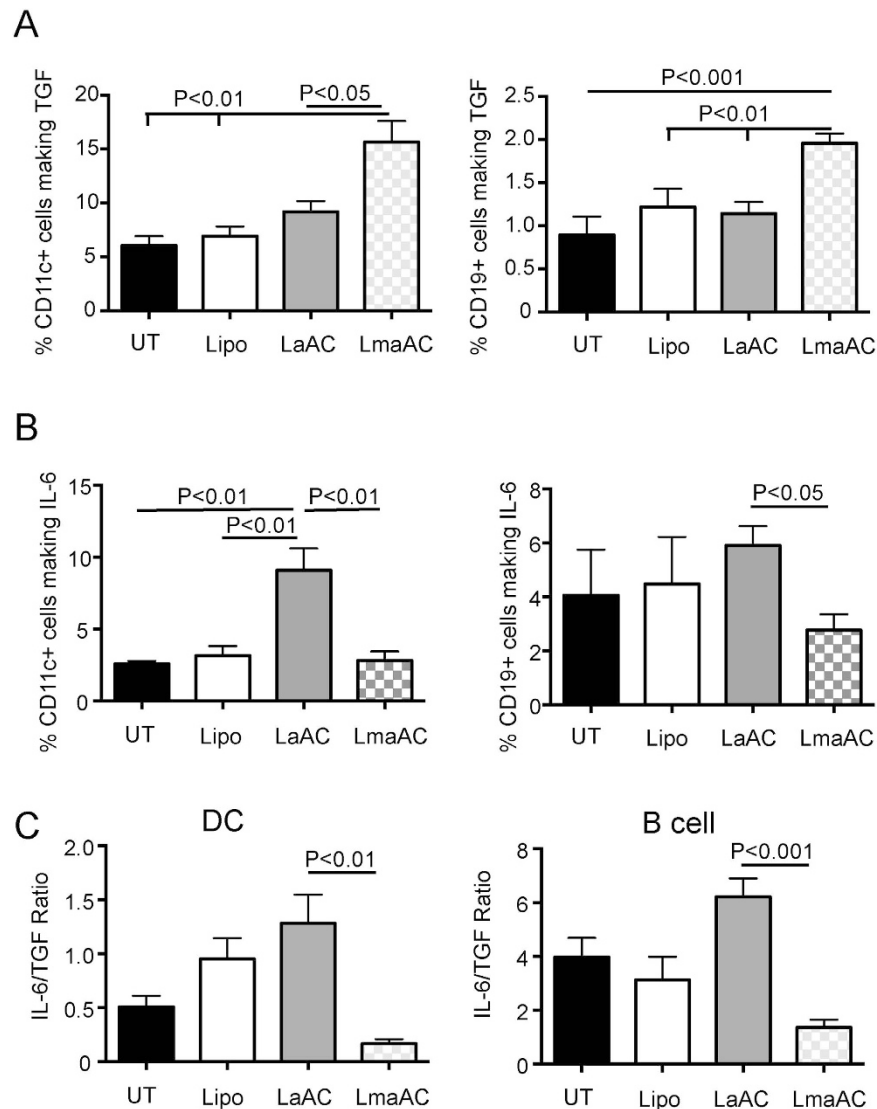 A
% CD11c+ cells making TGF
20
15
10
5
0
P<0.01
P<0.05
UT Lipo LaAC LmaAC
% CD19+ cells making TGF
2.5
2.0
1.5
1.0
0.5
0
P<0.001
P<0.01
UT Lipo LaAC LmaAC
B
% CD11c+ cells making IL-6
15
10
5
0
P<0.01 P<0.01
P<0.01
UT Lipo LaAC LmaAC
% CD19+ cells making IL-6
8
6
4
2
0
P<0.05
UT Lipo LaAC LmaAC
C
DC
IL-6/TGF Ratio
2.0
1.5
1.0
0.5
0
P<0.01
UT Lipo LaAC LmaAC
B cell
IL-6/TGF Ratio
8
6
4
2
0
P<0.001
UT Lipo LaAC LmaAC